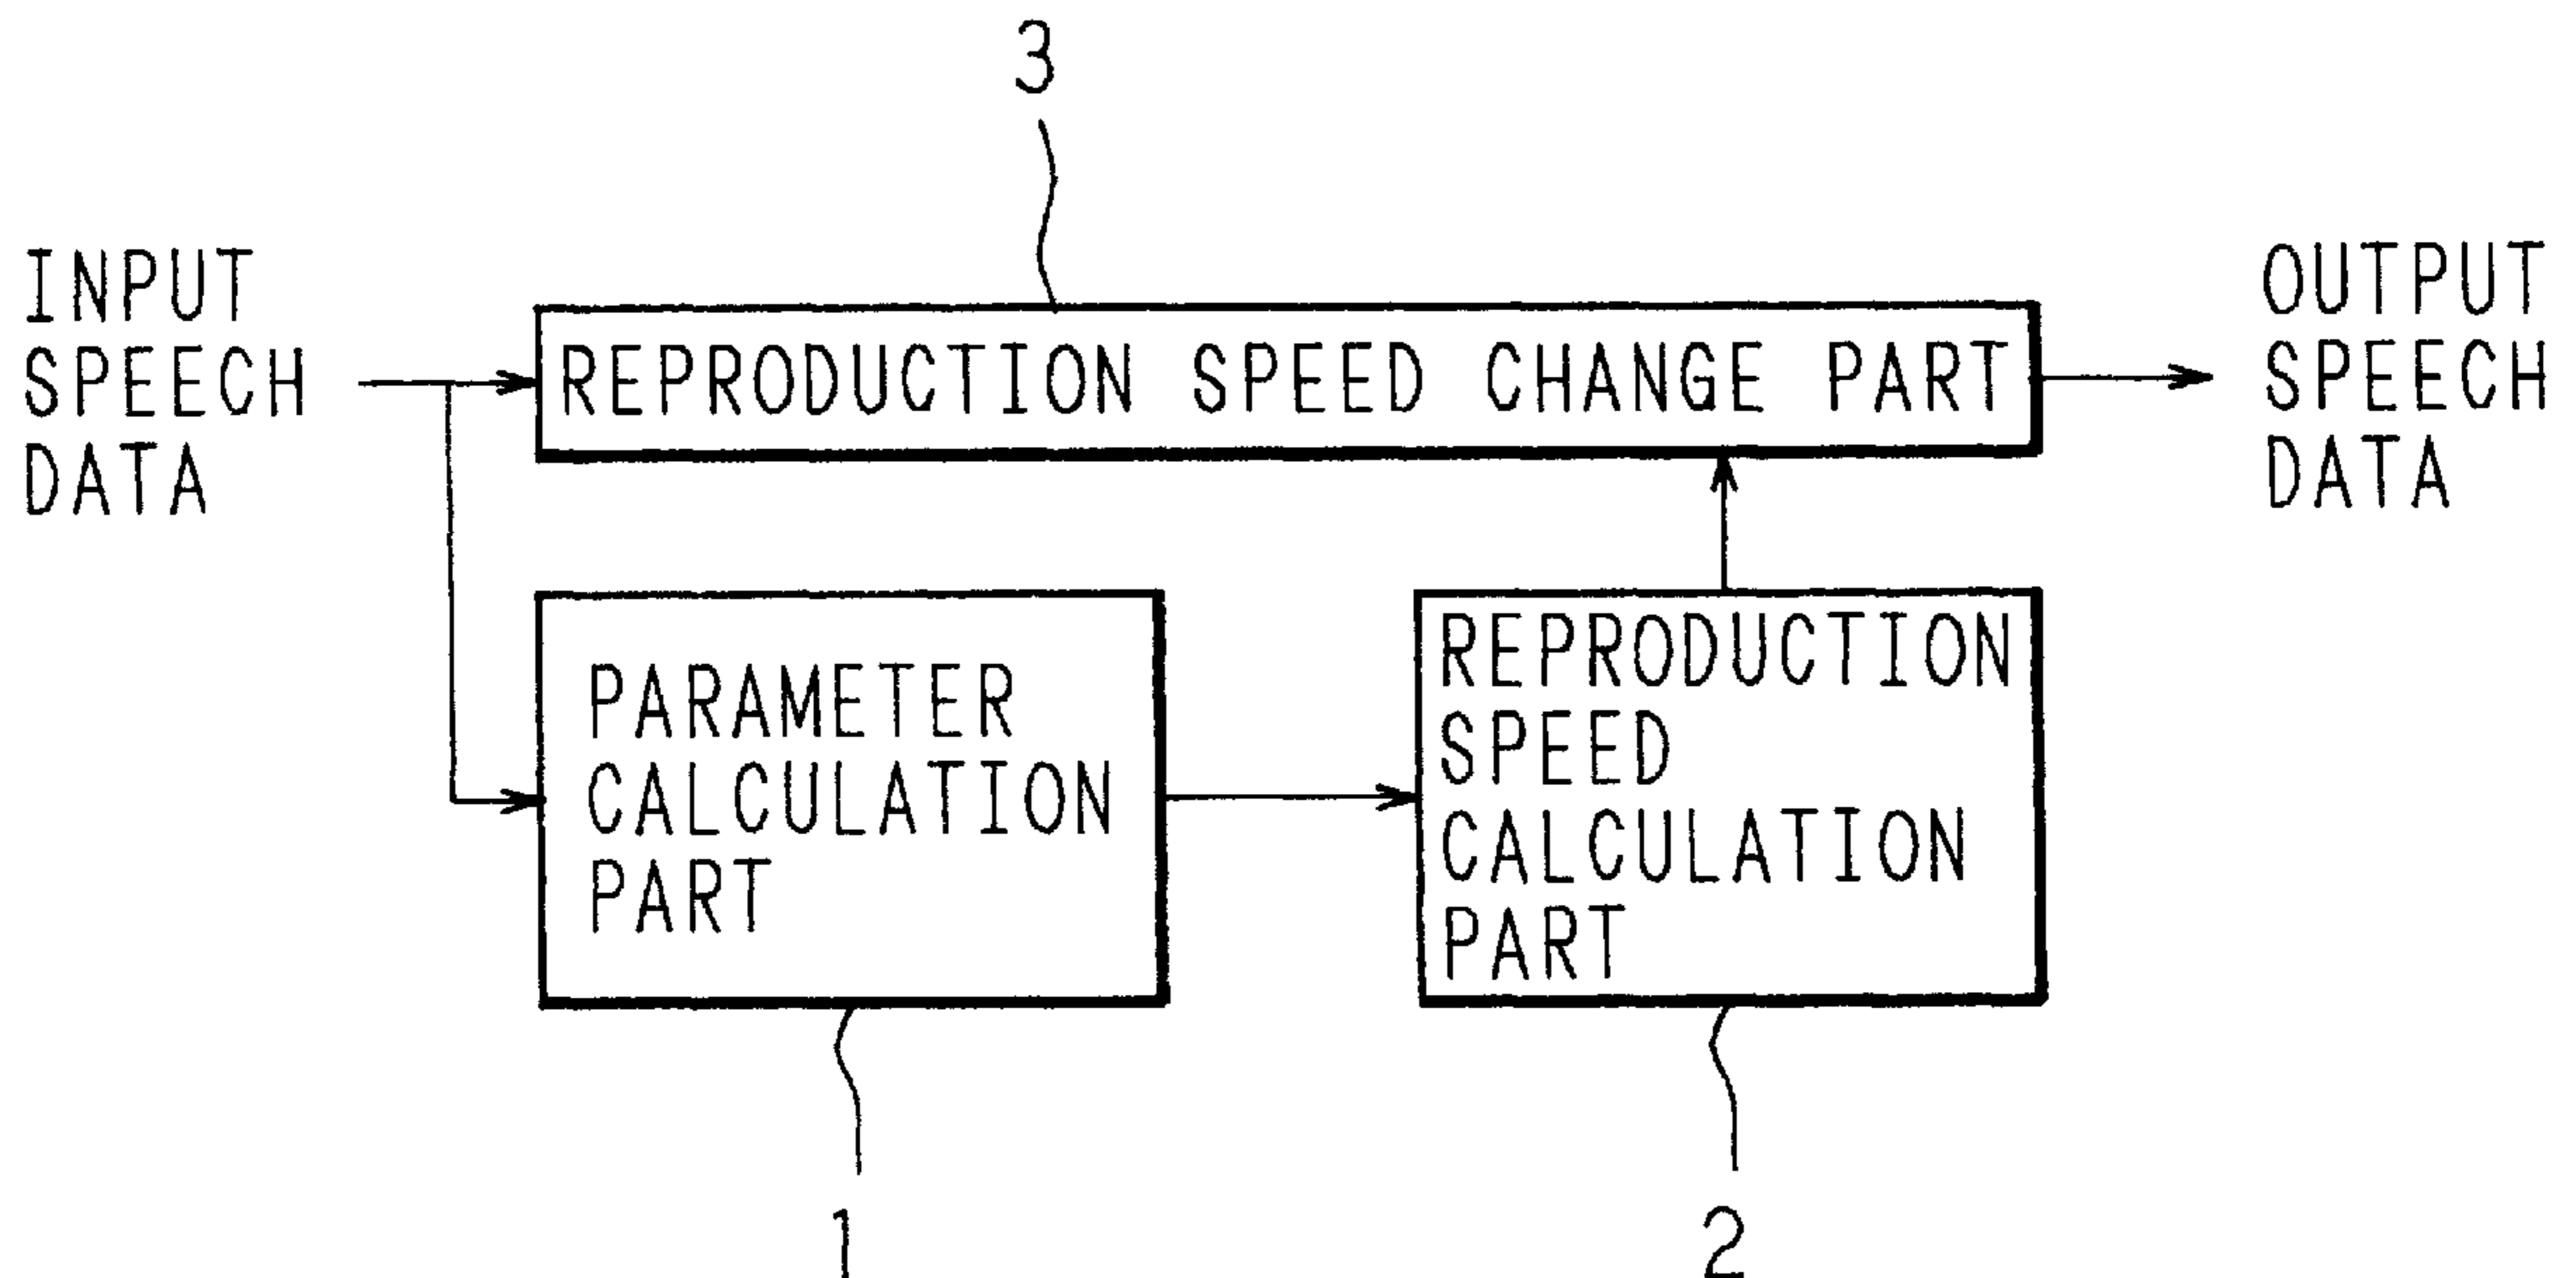 3
INPUT
SPEECH
DATA
REPRODUCTION SPEED CHANGE PART
OUTPUT
SPEECH
DATA
PARAMETER
CALCULATION
PART
REPRODUCTION
SPEED
CALCULATION
PART
1
2